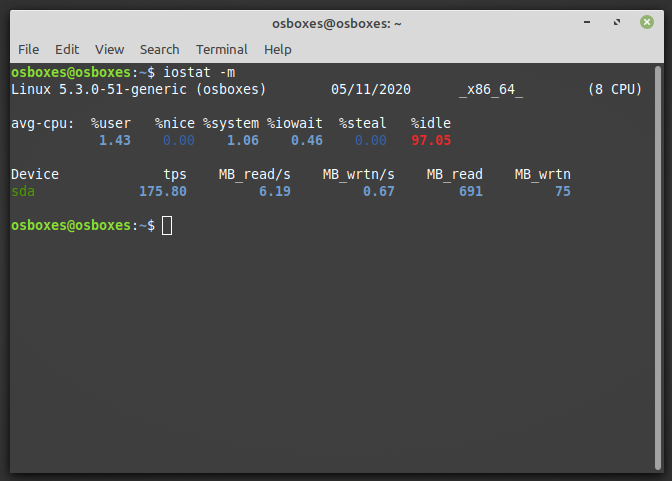 osboxes@osboxes: ~
File Edit View Search Terminal Help
osboxes@osboxes:~$ iostat -m
Linux 5.3.0-51-generic (osboxes) 05/11/2020 _x86_64_ (8 CPU)
avg-cpu: %user %nice %system %iowait %steal %idle
1.43 0.00 1.06 0.46 0.00 97.05
Device tps MB_read/s MB_wrtn/s MB_read MB_wrtn
sda 175.80 6.19 0.67 691 75
osboxes@osboxes:~$